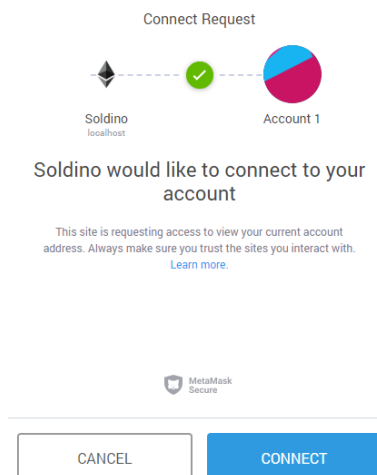 Connect Request
Soldino
localhost
Account 1
Soldino would like to connect to your
account
This site is requesting access to view your current account
address. Always make sure you trust the sites you interact with.
Learn more.
MetaMask
Secure
CANCEL
CONNECT